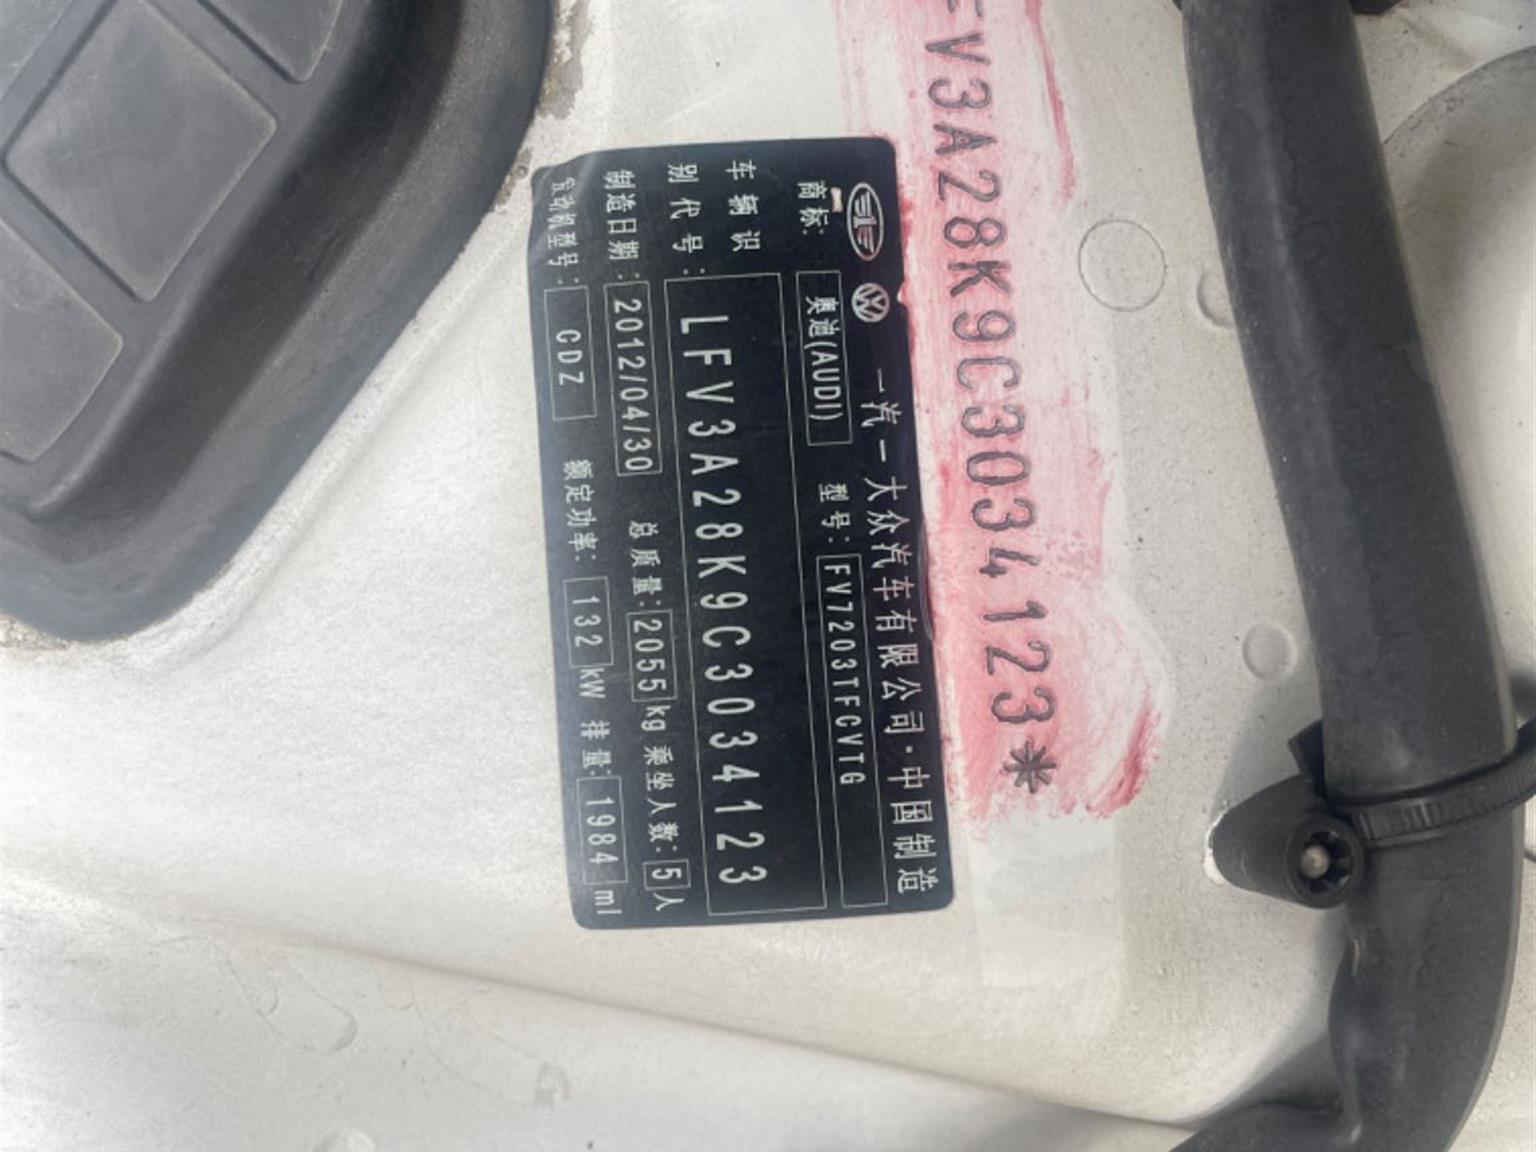 FV3A28K9C3034123*
一汽一大众汽车有限公司·中国制造
商标: 奥迪(AUDI) 型号: FV7203TFCVTG
车辆识
别代号: LFV3A28K9C3034123
制造日期: 2012/04/30 总质量: 2055 kg 乘坐人数: 5 人
发动机型号: CDZ 额定功率: 132 kW 排量: 1984 ml